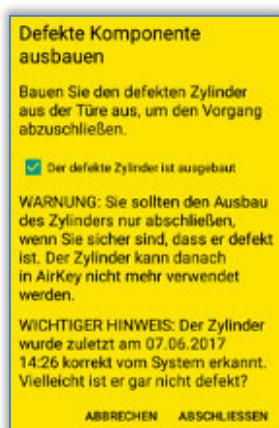 Defekte Komponente
ausbauen
Bauen Sie den defekten Zylinder
aus der Türe aus, um den Vorgang
abzuschließen.
Der defekte Zylinder ist ausgebaut
WARNUNG: Sie sollten den Ausbau
des Zylinders nur abschließen,
wenn Sie sicher sind, dass er defekt
ist. Der Zylinder kann danach
in AirKey nicht mehr verwendet
werden.
WICHTIGER HINWEIS: Der Zylinder
wurde zuletzt am 07.06.2017
14:26 korrekt vom System erkannt.
Vielleicht ist er gar nicht defekt?
ABBRECHEN ABSCHLIESSEN